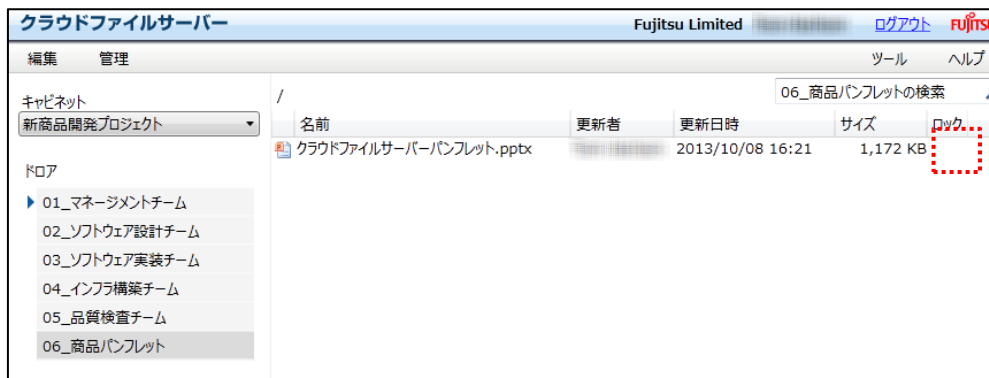 クラウドファイルサーバー Fujitsu Limited ログアウト
編集 管理 ツール ヘルプ
キャビネット
新商品開発プロジェクト
/
06_商品パンフレットの検索
名前 更新者 更新日時 サイズ ロック
クラウドファイルサーバーパンフレット.pptx 2013/10/08 16:21 1,172 KB
ドロア
01_マネージメントチーム
02_ソフトウェア設計チーム
03_ソフトウェア実装チーム
04_インフラ構築チーム
05_品質検査チーム
06_商品パンフレット